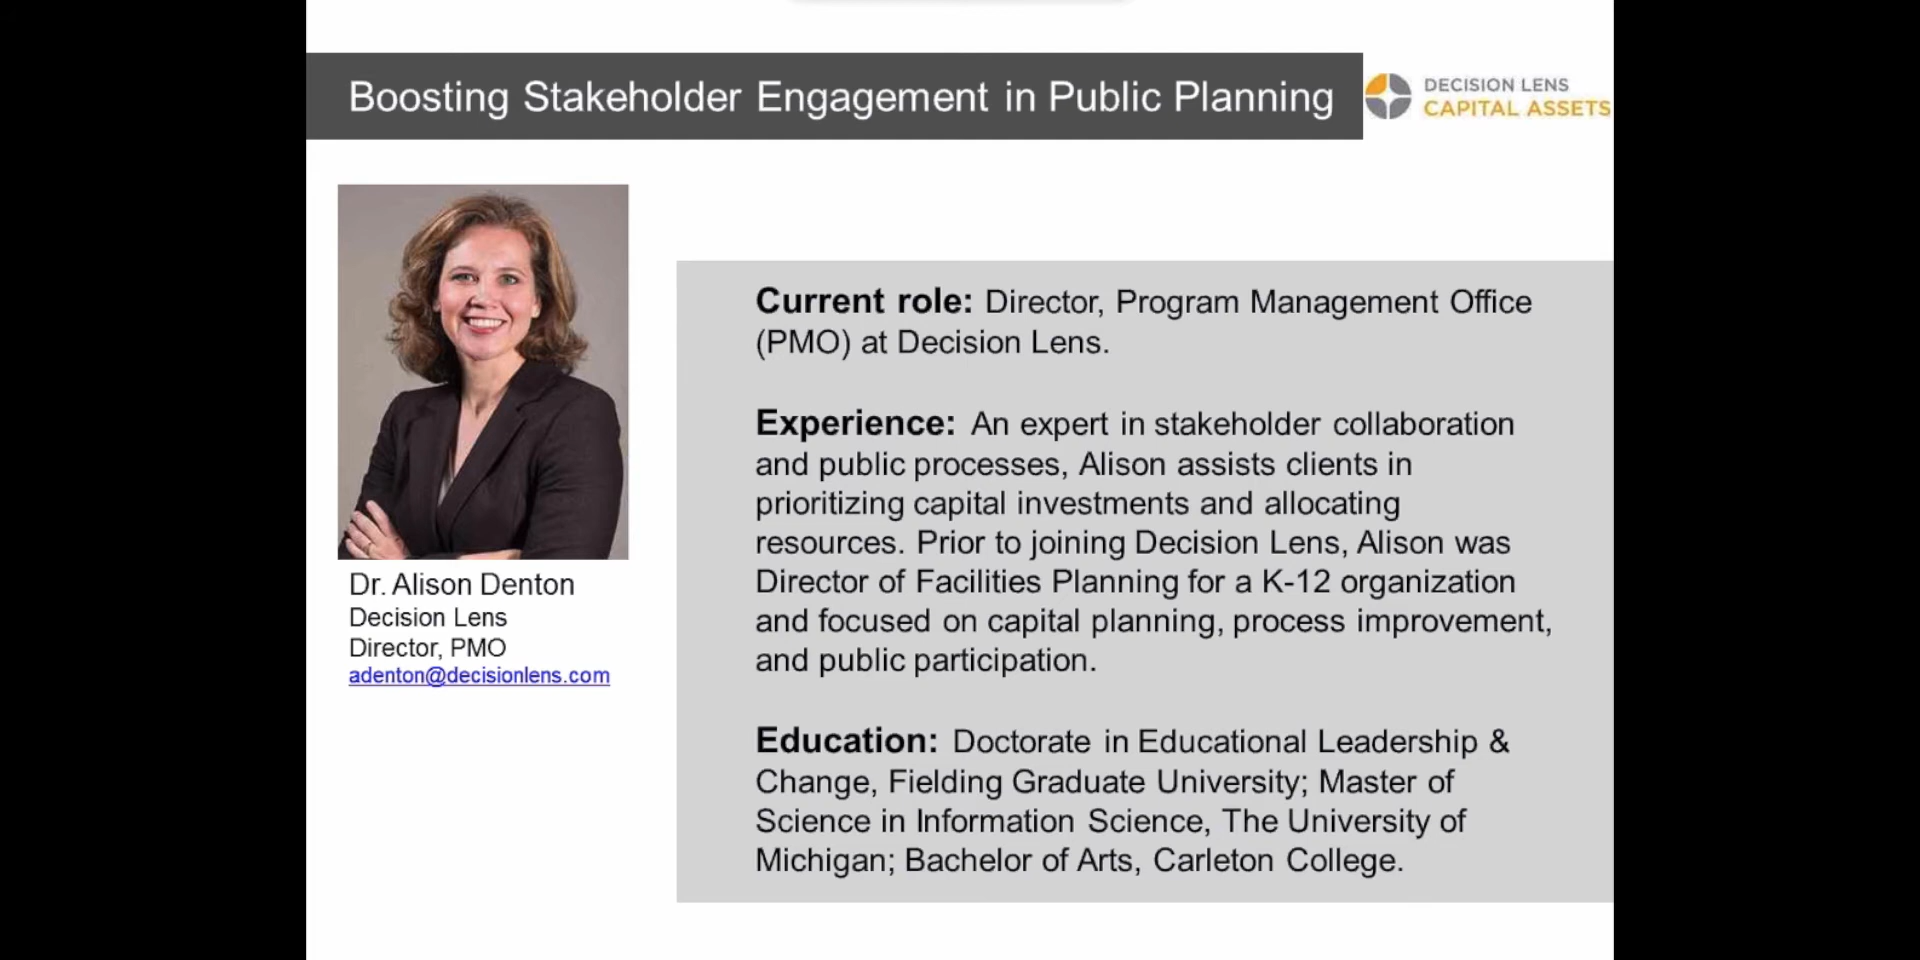 Boosting Stakeholder Engagement in Public Planning
DECISION LENS
CAPITAL ASSETS
Dr. Alison Denton
Decision Lens
Director, PMO
adenton@decisionlens.com
Current role: Director, Program Management Office
(PMO) at Decision Lens.
Experience: An expert in stakeholder collaboration
and public processes, Alison assists clients in
prioritizing capital investments and allocating
resources. Prior to joining Decision Lens, Alison was
Director of Facilities Planning for a K-12 organization
and focused on capital planning, process improvement,
and public participation.
Education: Doctorate in Educational Leadership &
Change, Fielding Graduate University; Master of
Science in Information Science, The University of
Michigan; Bachelor of Arts, Carleton College.